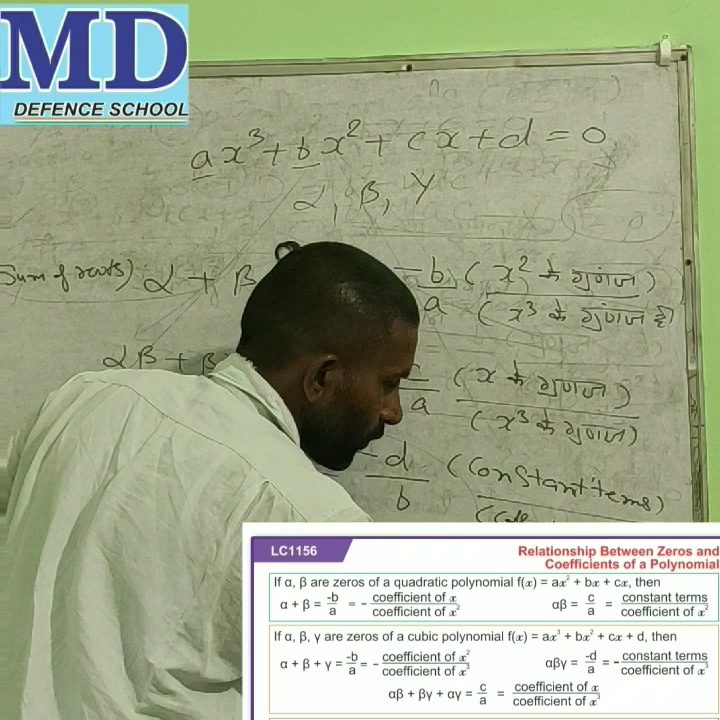 MD
DEFENCE SCHOOL
ax³ + bx² + cx + d = 0
α, β, γ
Sum of roots) α + β -b/a (x² के गुणांज) / (x³ के गुणांज है
αβ + β /a (x के गुणांज) / (x³ के गुणांज)
-d/b (Constant terms)
LC1156
Relationship Between Zeros and
Coefficients of a Polynomial
If α, β are zeros of a quadratic polynomial f(x) = ax² + bx + cx, then
α + β = -b/a = - coefficient of x / coefficient of x² αβ = c/a = constant terms / coefficient of x²
If α, β, γ are zeros of a cubic polynomial f(x) = ax³ + bx² + cx + d, then
α + β + γ = -b/a = - coefficient of x² / coefficient of x³ αβγ = -d/a = - constant terms / coefficient of x³
αβ + βγ + αγ = c/a = coefficient of x / coefficient of x³